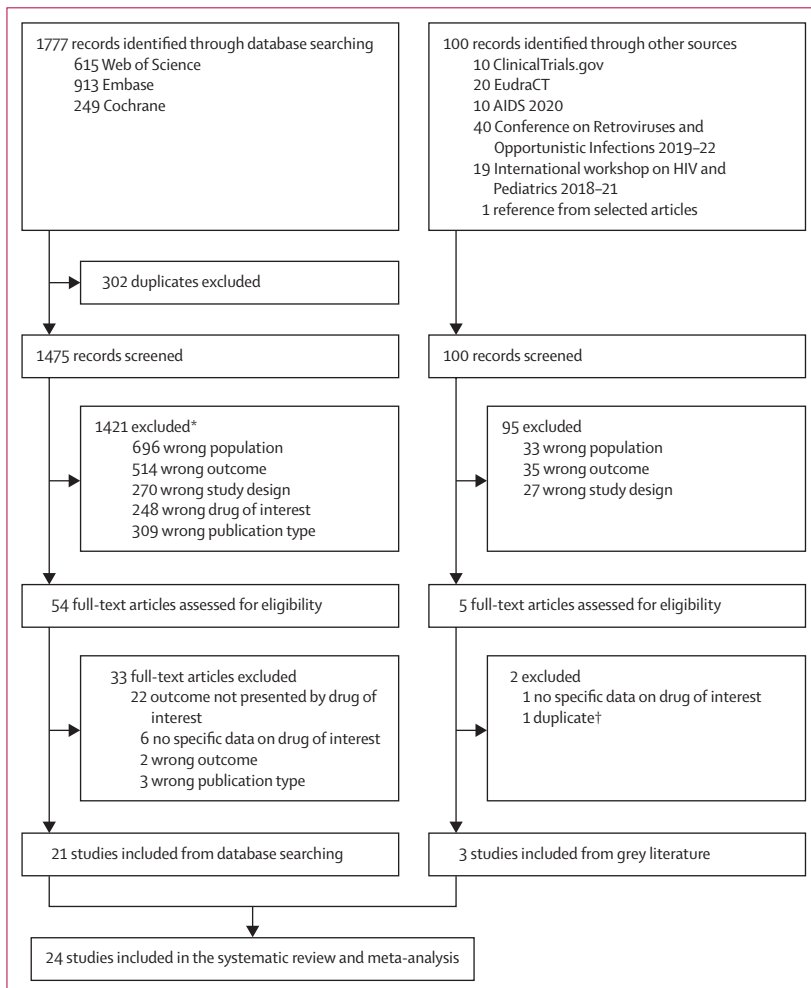 1777 records identified through database searching
615 Web of Science
913 Embase
249 Cochrane
100 records identified through other sources
10 ClinicalTrials.gov
20 EudraCT
10 AIDS 2020
40 Conference on Retroviruses and
Opportunistic Infections 2019–22
19 International workshop on HIV and
Pediatrics 2018–21
1 reference from selected articles
302 duplicates excluded
1475 records screened
100 records screened
1421 excluded*
696 wrong population
514 wrong outcome
270 wrong study design
248 wrong drug of interest
309 wrong publication type
95 excluded
33 wrong population
35 wrong outcome
27 wrong study design
54 full-text articles assessed for eligibility
5 full-text articles assessed for eligibility
33 full-text articles excluded
22 outcome not presented by drug of
interest
6 no specific data on drug of interest
2 wrong outcome
3 wrong publication type
2 excluded
1 no specific data on drug of interest
1 duplicate†
21 studies included from database searching
3 studies included from grey literature
24 studies included in the systematic review and meta-analysis